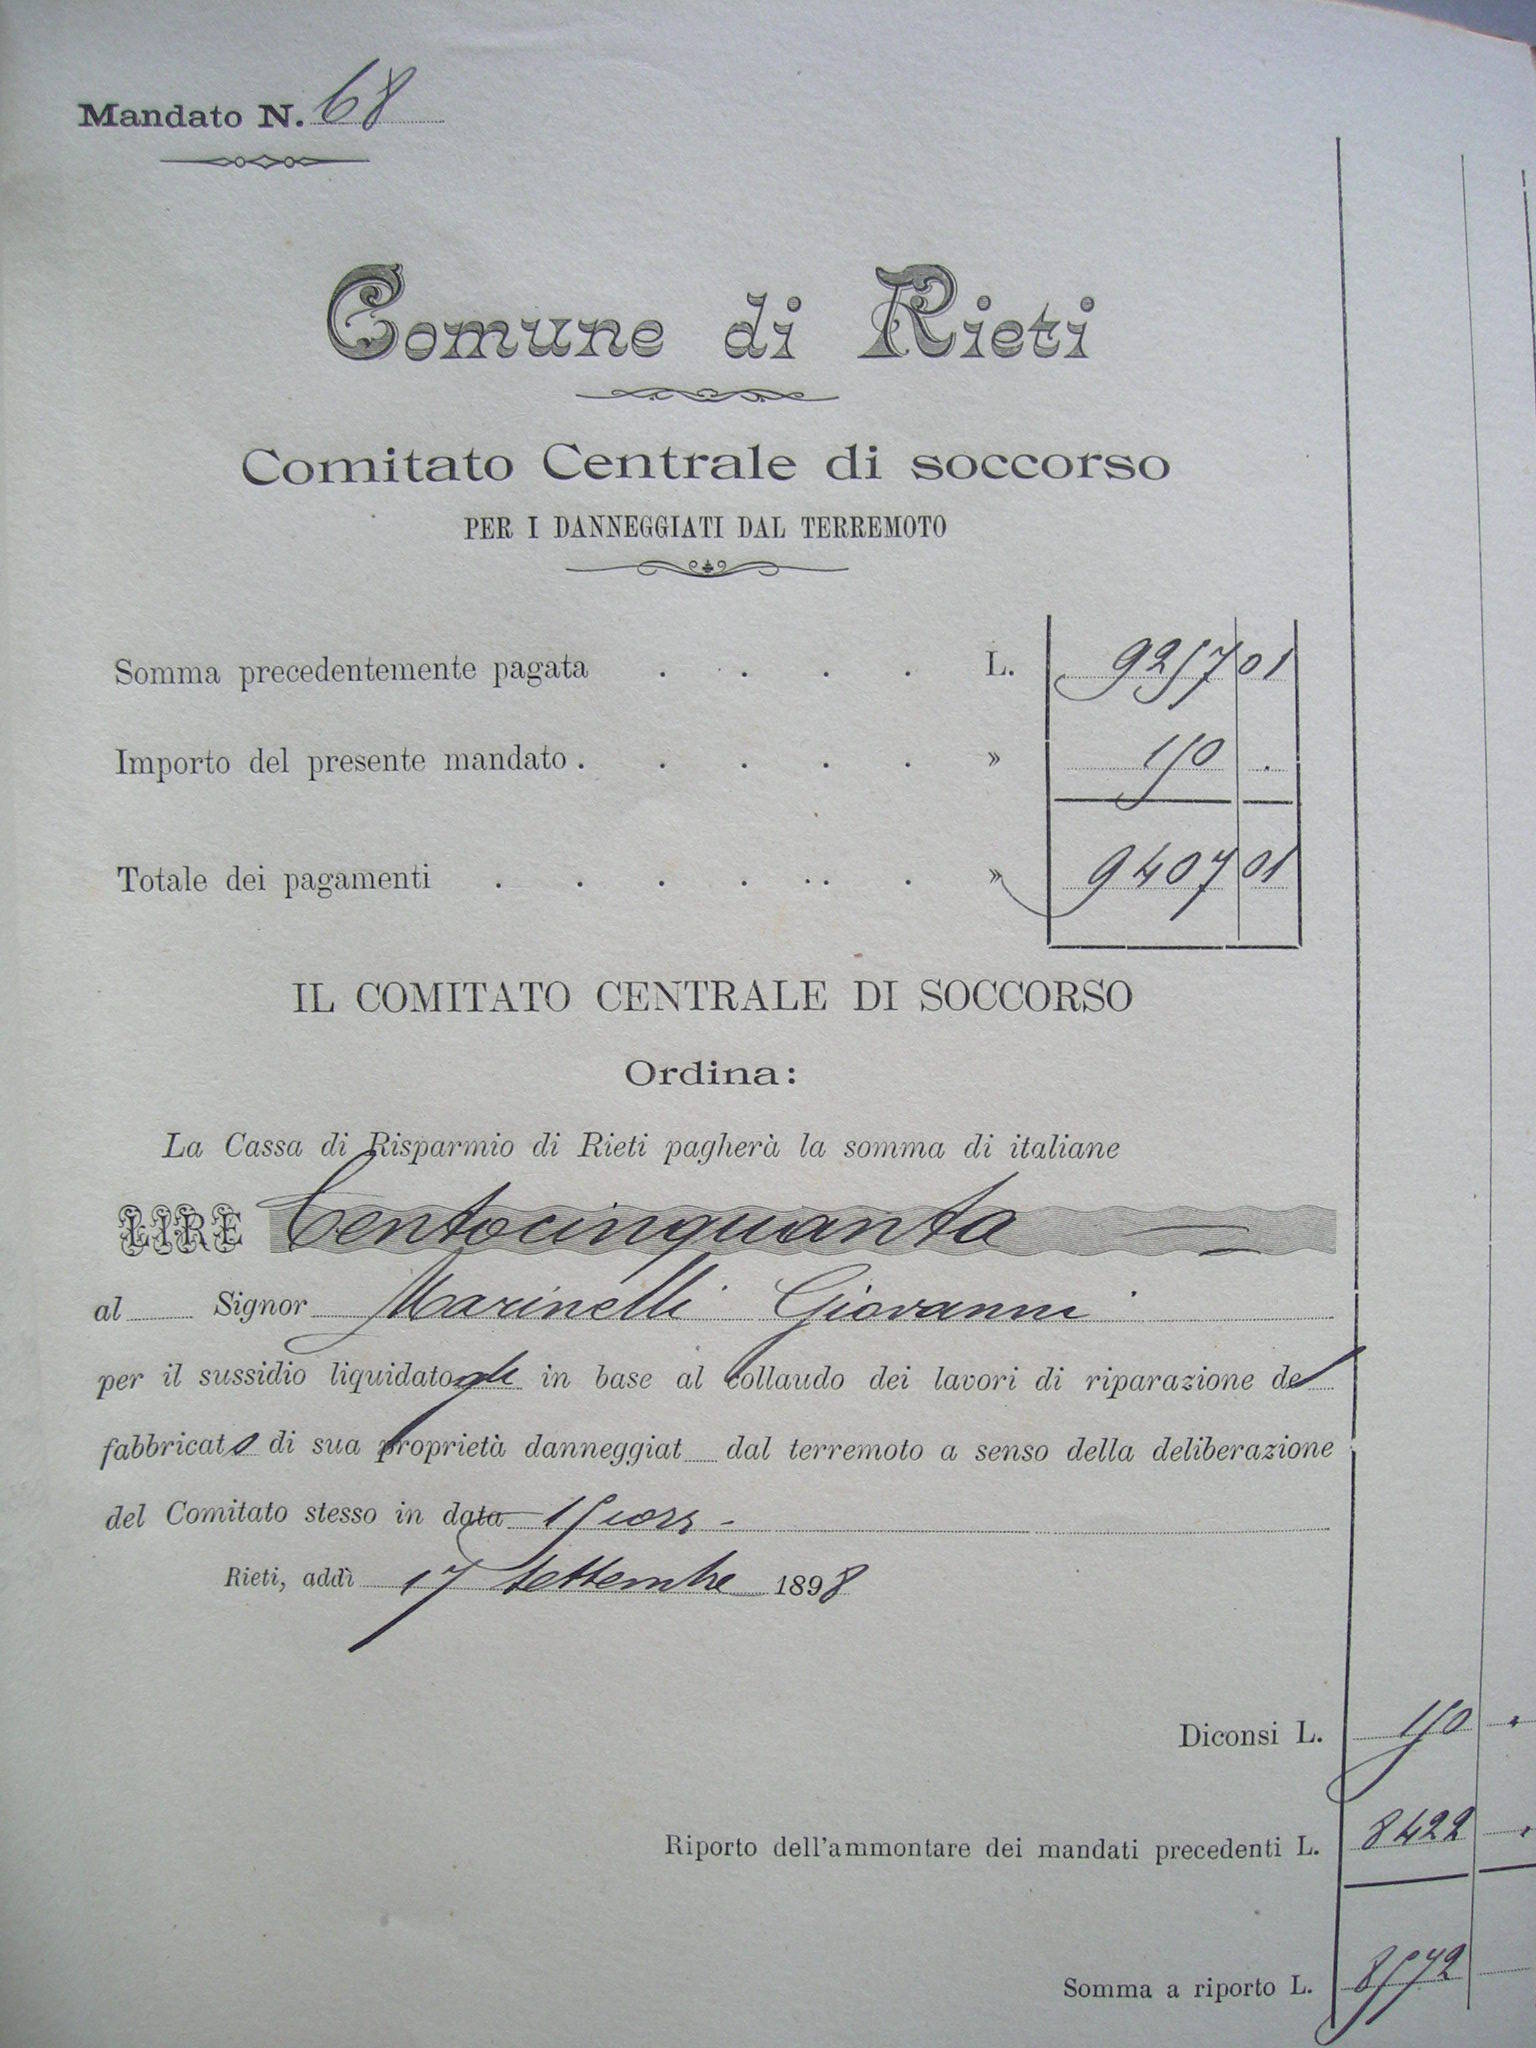 Mandato N. 68
Comune di Rieti
Comitato Centrale di soccorso
PER I DANNEGGIATI DAL TERREMOTO
Somma precedentemente pagata . . . . L. 9257 01
Importo del presente mandato . . . . . » 150 .
Totale dei pagamenti . . . . . . . » 9407 01
IL COMITATO CENTRALE DI SOCCORSO
Ordina:
La Cassa di Risparmio di Rieti pagherà la somma di italiane
LIRE Centocinquanta
al Signor Marinelli Giovanni
per il sussidio liquidatogli in base al collaudo dei lavori di riparazione del
fabbricato di sua proprietà danneggiat dal terremoto a senso della deliberazione
del Comitato stesso in data 15
Rieti, addì 17 Settembre 1898
Diconsi L. 150 .
Riporto dell'ammontare dei mandati precedenti L. 8422 .
Somma a riporto L. 8572